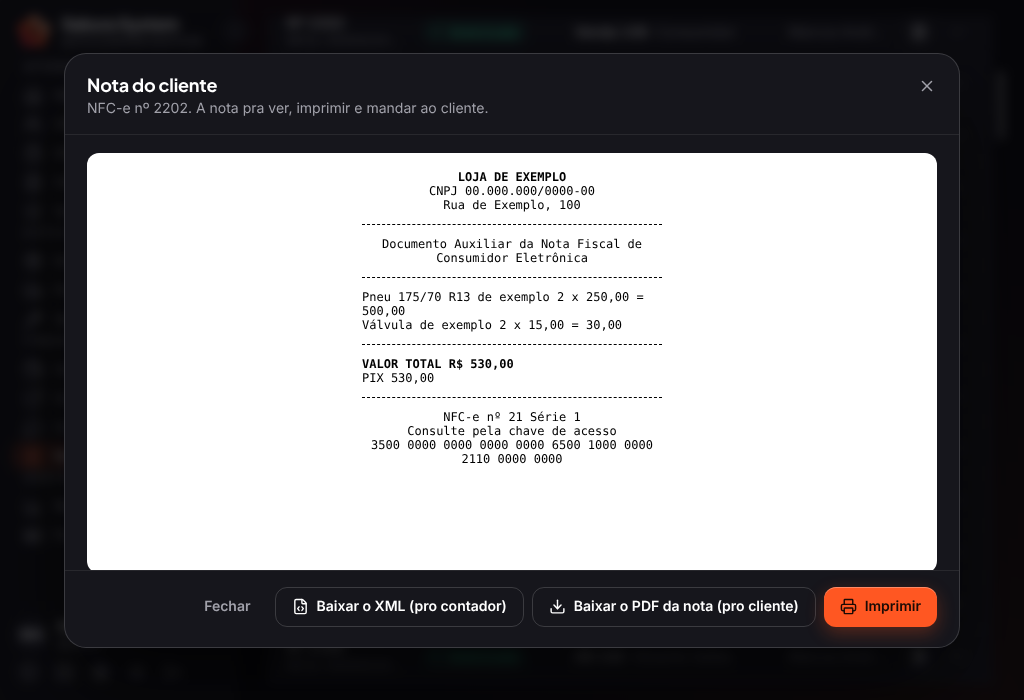 Nota do cliente
NFC-e nº 2202. A nota pra ver, imprimir e mandar ao cliente.
LOJA DE EXEMPLO
CNPJ 00.000.000/0000-00
Rua de Exemplo, 100
Documento Auxiliar da Nota Fiscal de
Consumidor Eletrônica
Pneu 175/70 R13 de exemplo 2 x 250,00 =
500,00
Válvula de exemplo 2 x 15,00 = 30,00
VALOR TOTAL R$ 530,00
PIX 530,00
NFC-e nº 21 Série 1
Consulte pela chave de acesso
3500 0000 0000 0000 0000 6500 1000 0000
2110 0000 0000
Fechar
Baixar o XML (pro contador)
Baixar o PDF da nota (pro cliente)
Imprimir